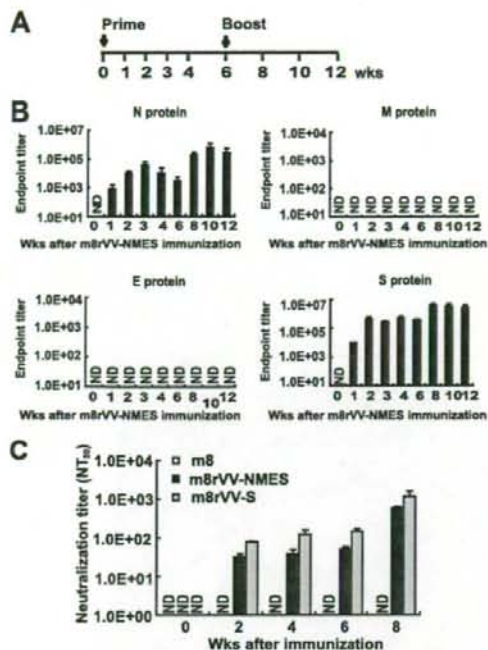 A
Prime
Boost
0 1 2 3 4 6 8 10 12 wks
B
N protein
Endpoint titer
1.0E+07
1.0E+05
1.0E+03
1.0E+01
ND
0 1 2 3 4 6 8 10 12
Wks after m8rVV-NMES immunization
M protein
Endpoint titer
1.0E+04
1.0E+03
1.0E+02
1.0E+01
ND ND ND ND ND ND ND ND ND
0 1 2 3 4 6 8 10 12
Wks after m8rVV-NMES immunization
E protein
Endpoint titer
1.0E+04
1.0E+03
1.0E+02
1.0E+01
ND ND ND ND ND ND ND ND ND
0 1 2 3 4 6 8 10 12
Wks after m8rVV-NMES immunization
S protein
Endpoint titer
1.0E+07
1.0E+05
1.0E+03
1.0E+01
ND
0 1 2 3 4 6 8 10 12
Wks after m8rVV-NMES immunization
C
Neutralization titer (NT50)
1.0E+04
1.0E+03
1.0E+02
1.0E+01
1.0E+00
m8
m8rVV-NMES
m8rVV-S
ND ND ND ND ND ND ND
0 2 4 6 8
Wks after immunization